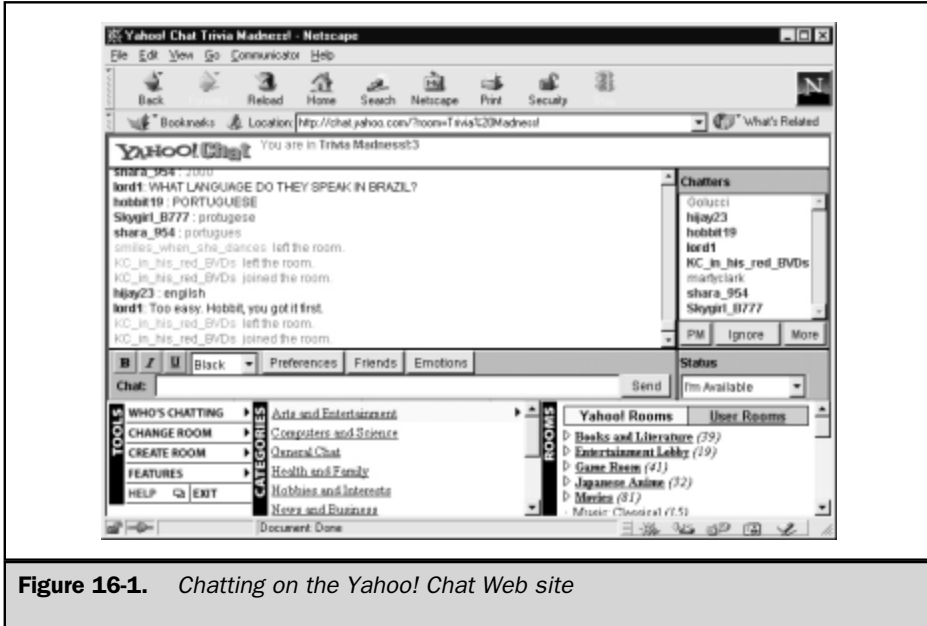 Yahoo! Chat Trivia Madness! - Netscape
File Edit View Go Communicator Help
Back Reload Home Search Netscape Print Security
Bookmarks Location: http://chat.yahoo.com/?room=Trivia%20Madness! What's Related
YAHOO! Chat You are in Trivia Madness!:3
shara_954 : 2000
lord1: WHAT LANGUAGE DO THEY SPEAK IN BRAZIL?
hobbit19 : PORTUGUESE
Skygirl_B777 : protugese
shara_954 : portugues
smiles_when_she_dances left the room.
KC_in_his_red_BVDs left the room.
KC_in_his_red_BVDs joined the room.
hijay23 : english
lord1: Too easy. Hobbit, you got it first.
KC_in_his_red_BVDs left the room.
KC_in_his_red_BVDs joined the room.
Chatters
Golucci
hijay23
hobbit19
lord1
KC_in_his_red_BVDs
martyclark
shara_954
Skygirl_B777
PM Ignore More
B I U Black Preferences Friends Emotions
Status
Chat: Send I'm Available
TOOLS
WHO'S CHATTING
CHANGE ROOM
CREATE ROOM
FEATURES
HELP EXIT
CATEGORIES
Arts and Entertainment
Computers and Science
General Chat
Health and Family
Hobbies and Interests
News and Business
ROOMS
Yahoo! Rooms User Rooms
Books and Literature (39)
Entertainment Lobby (19)
Game Room (41)
Japanese Anime (32)
Movies (81)
Music: Classical (15)
Document: Done
Figure 16-1. Chatting on the Yahoo! Chat Web site